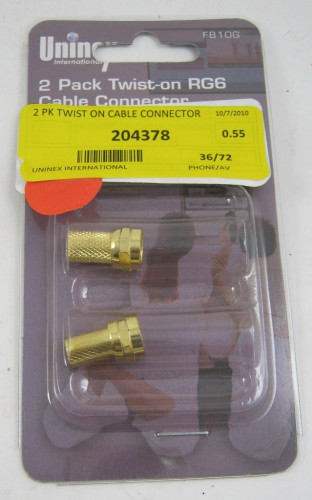 Uninex
International
FB10G
2 Pack Twist-on RG6
Cable Connector
2 PK TWIST ON CABLE CONNECTOR 10/7/2010
204378 0.55
36/72
UNINEX INTERNATIONAL PHONE/AV